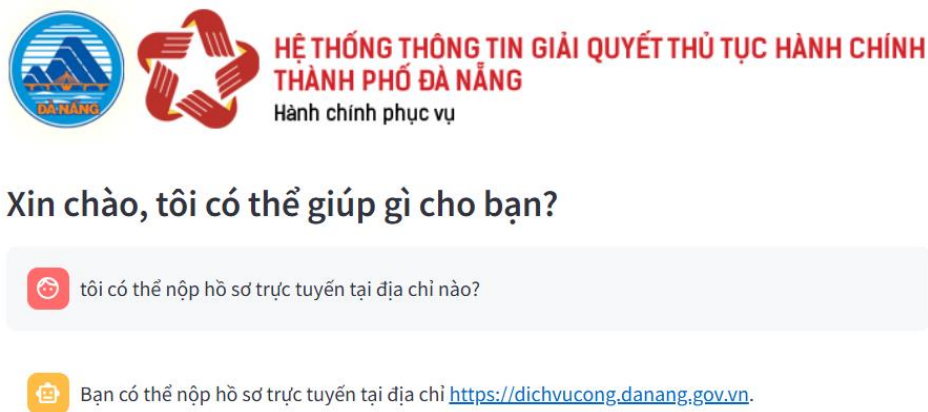 ĐÀ NẴNG
HỆ THỐNG THÔNG TIN GIẢI QUYẾT THỦ TỤC HÀNH CHÍNH
THÀNH PHỐ ĐÀ NẴNG
Hành chính phục vụ
Xin chào, tôi có thể giúp gì cho bạn?
tôi có thể nộp hồ sơ trực tuyến tại địa chỉ nào?
Bạn có thể nộp hồ sơ trực tuyến tại địa chỉ https://dichvucong.danang.gov.vn.